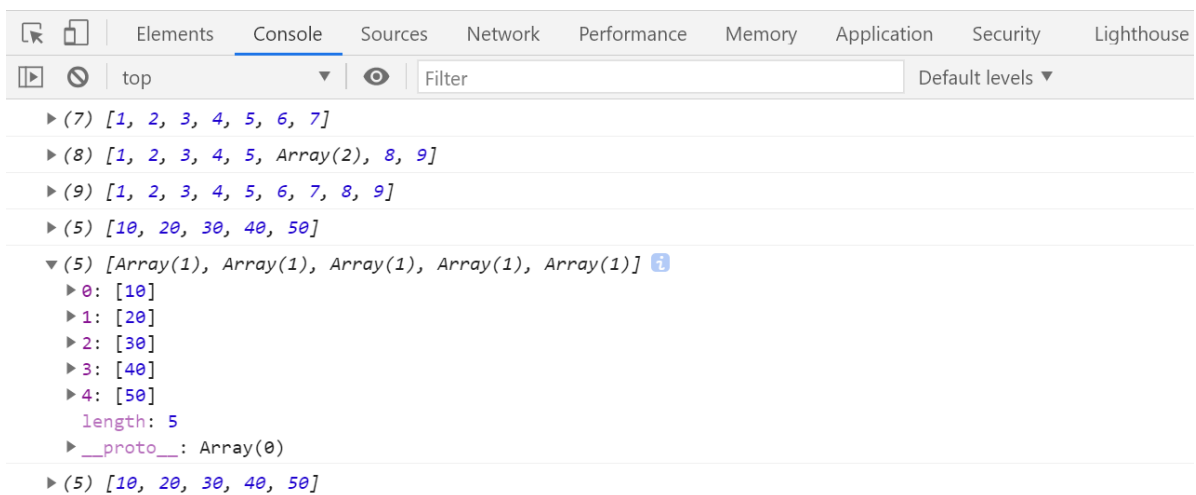 Elements Console Sources Network Performance Memory Application Security Lighthouse
top Filter Default levels
(7) [1, 2, 3, 4, 5, 6, 7]
(8) [1, 2, 3, 4, 5, Array(2), 8, 9]
(9) [1, 2, 3, 4, 5, 6, 7, 8, 9]
(5) [10, 20, 30, 40, 50]
(5) [Array(1), Array(1), Array(1), Array(1), Array(1)] i
0: [10]
1: [20]
2: [30]
3: [40]
4: [50]
length: 5
__proto__: Array(0)
(5) [10, 20, 30, 40, 50]